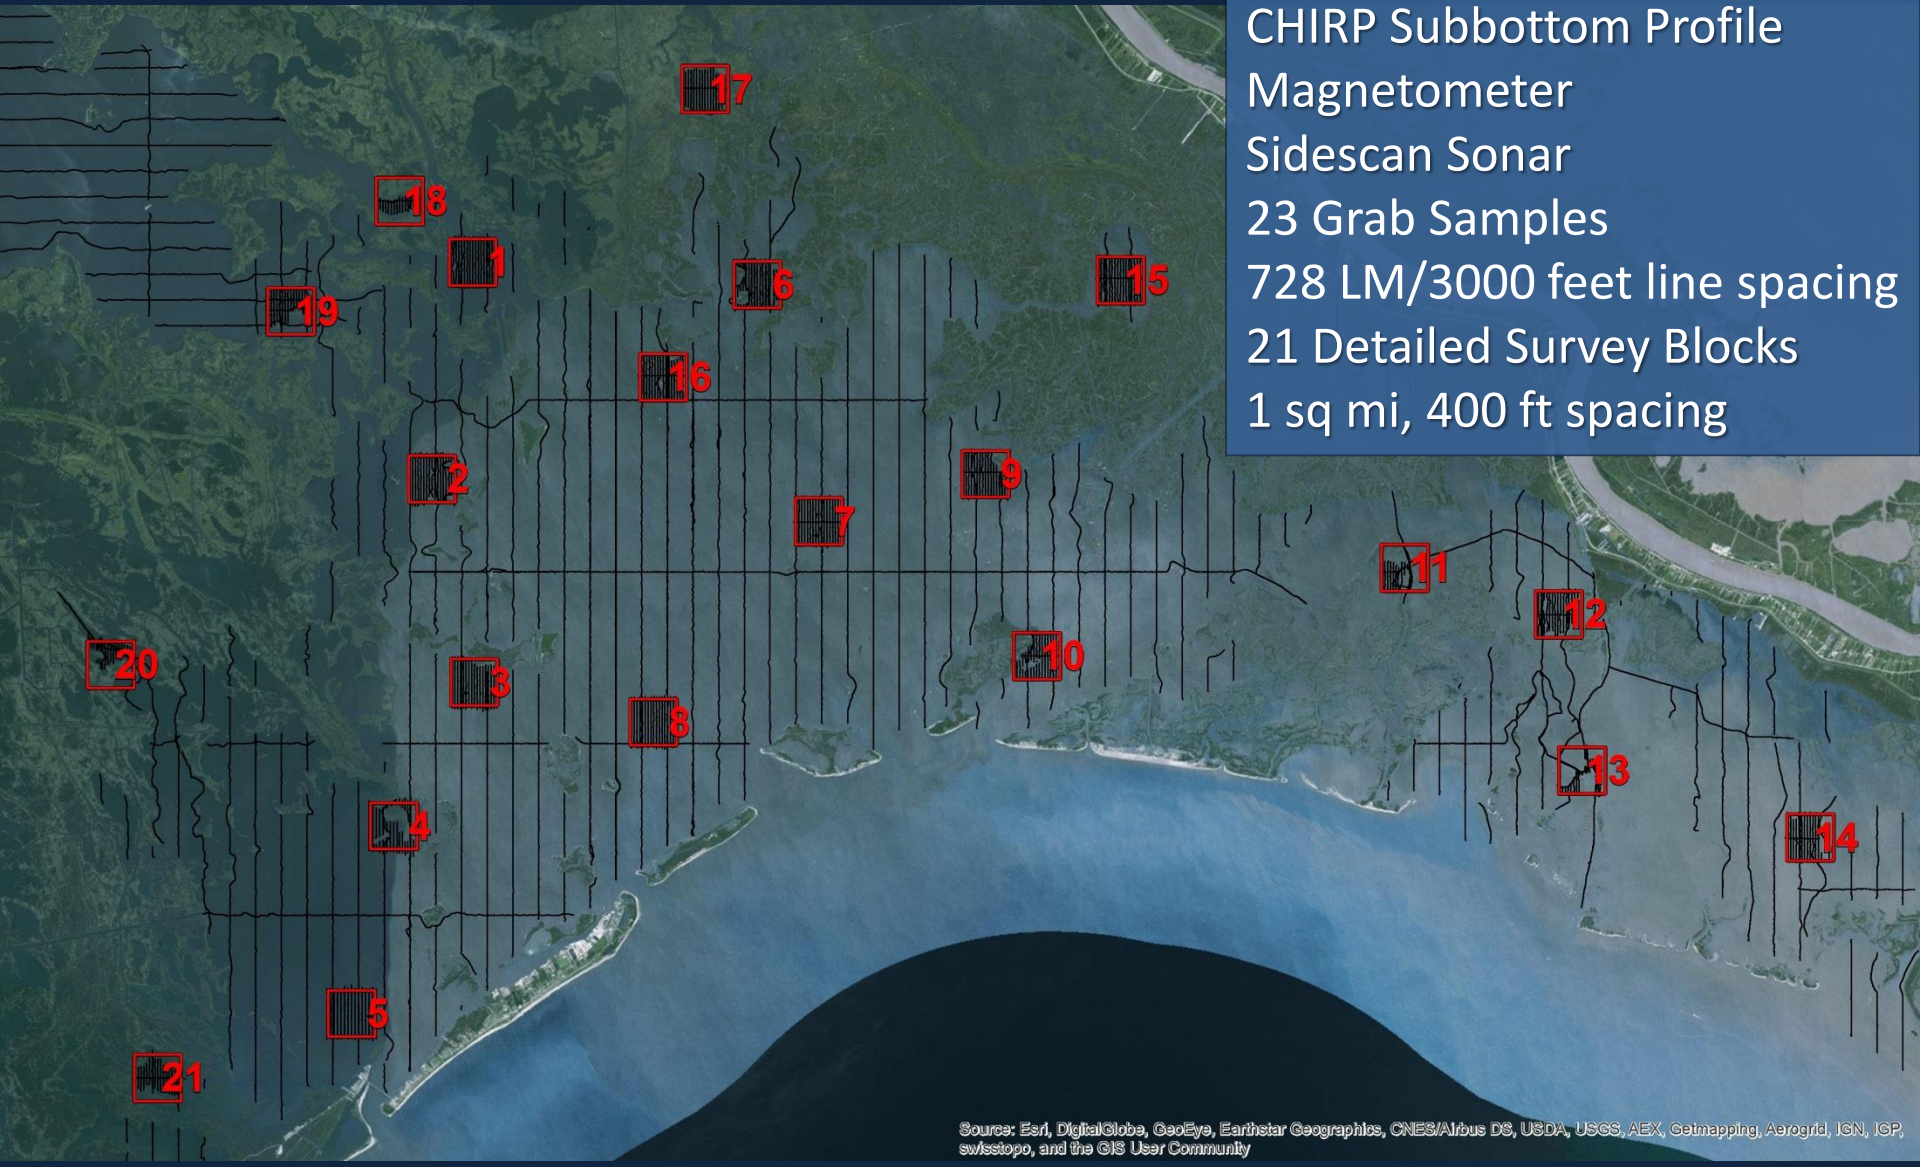 CHIRP Subbottom Profile
Magnetometer
Sidescan Sonar
23 Grab Samples
728 LM/3000 feet line spacing
21 Detailed Survey Blocks
1 sq mi, 400 ft spacing
17
18
1
6
15
19
16
2
9
7
11
12
20
10
3
8
13
4
14
5
21
Source: Esri, DigitalGlobe, GeoEye, Earthstar Geographics, CNES/Airbus DS, USDA, USGS, AEX, Getmapping, Aerogrid, IGN, IGP,
swisstopo, and the GIS User Community